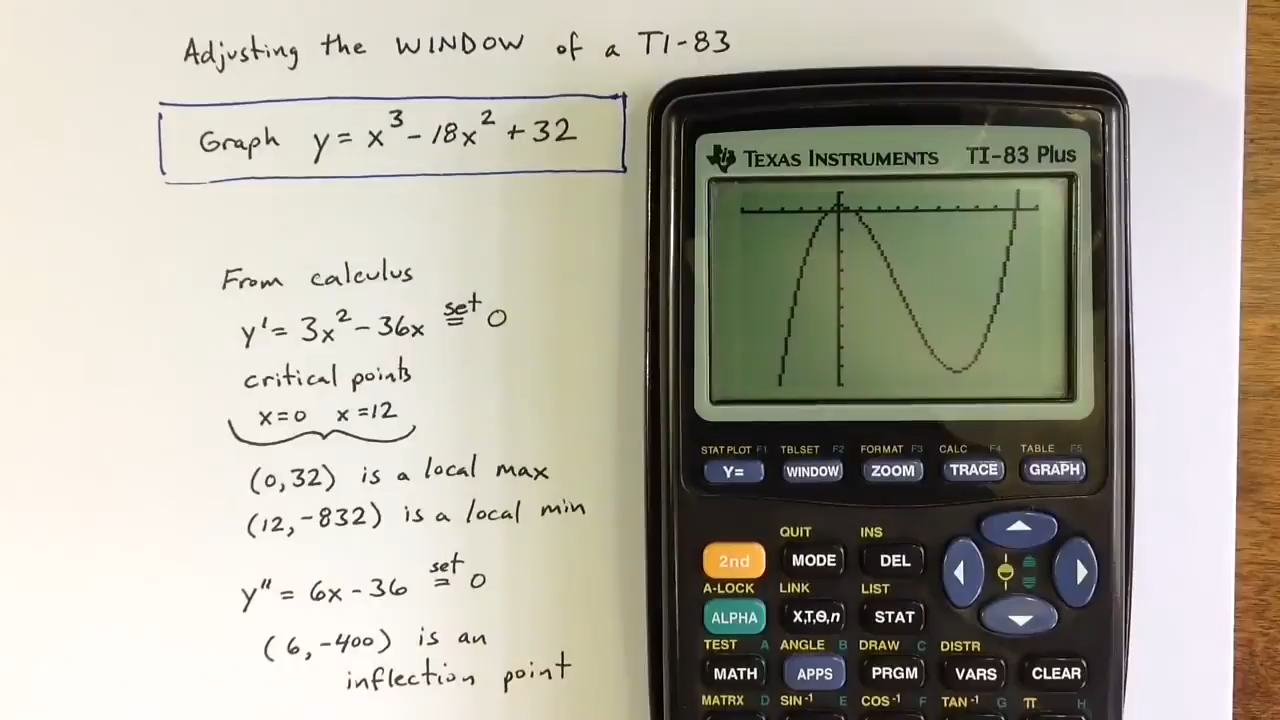 Adjusting the WINDOW of a TI-83
Graph y = x³ - 18x² + 32
From calculus
y' = 3x² - 36x set = 0
critical points
x=0 x=12
(0,32) is a local max
(12,-832) is a local min
y" = 6x - 36 set = 0
(6,-400) is an
inflection point
TEXAS INSTRUMENTS TI-83 Plus
STAT PLOT F1 TBLSET F2 FORMAT F3 CALC F4 TABLE F5
Y= WINDOW ZOOM TRACE GRAPH
QUIT INS
2nd MODE DEL
A-LOCK LINK LIST
ALPHA X,T,Θ,n STAT
TEST A ANGLE B DRAW C DISTR
MATH APPS PRGM VARS CLEAR
MATRX D SIN⁻¹ E COS⁻¹ F TAN⁻¹ G π H